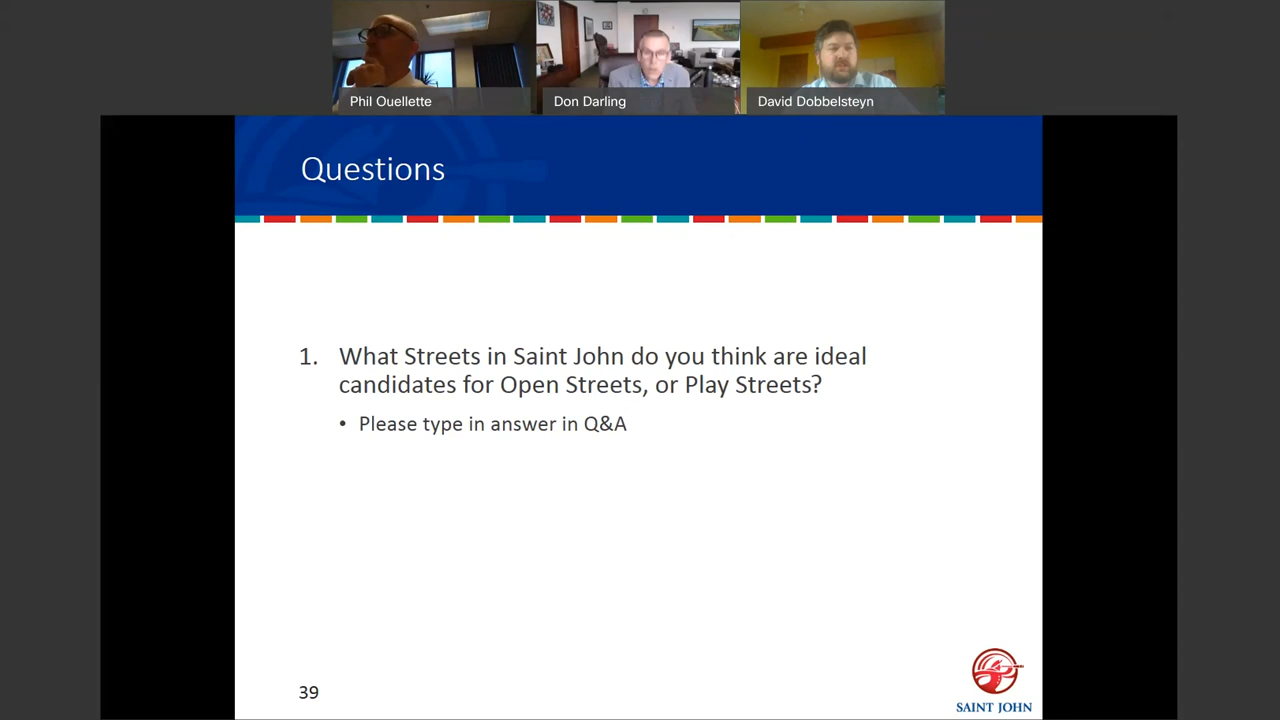 Phil Ouellette
Don Darling
David Dobbelsteyn
Questions
1. What Streets in Saint John do you think are ideal
candidates for Open Streets, or Play Streets?
• Please type in answer in Q&A
39
SAINT JOHN